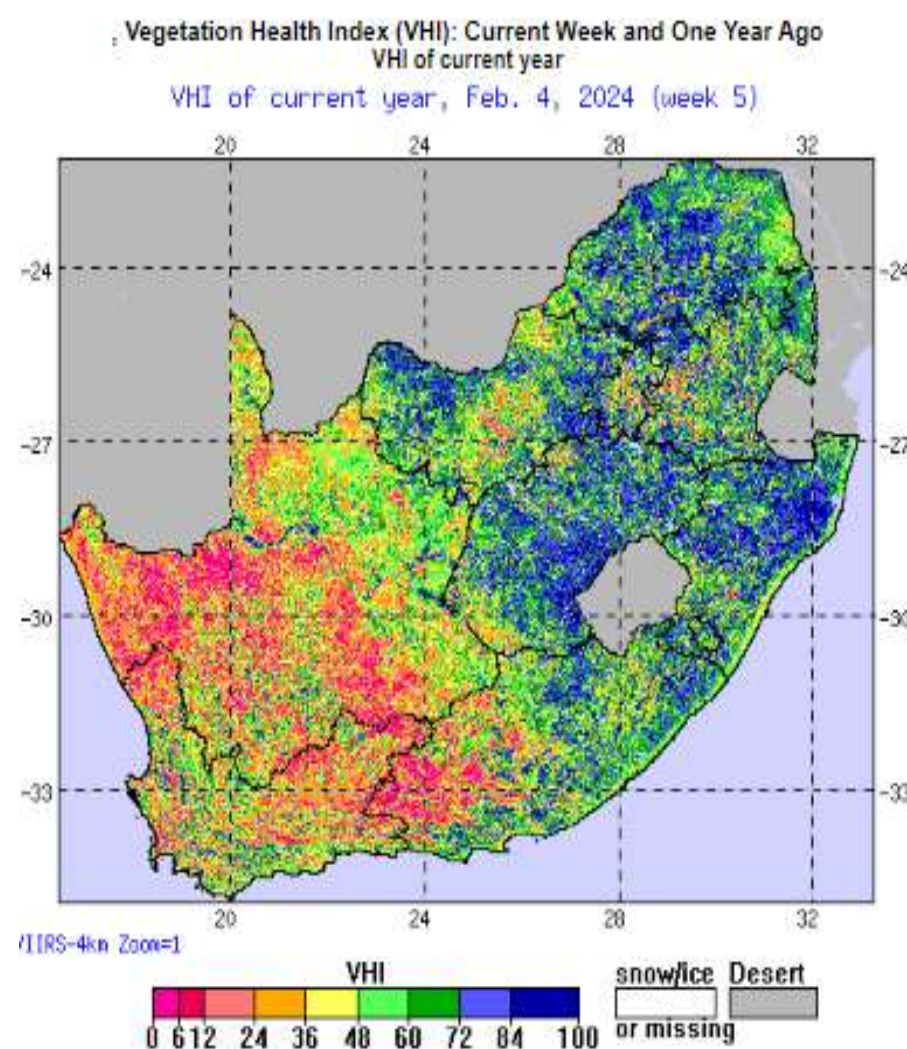 , Vegetation Health Index (VHI): Current Week and One Year Ago
VHI of current year
VHI of current year, Feb. 4, 2024 (week 5)
20 24 28 32
-24 -24
-27 -27
-30 -30
-33 -33
20 24 28 32
VIIRS-4km Zoom=1
VHI snow/ice Desert
0 6 12 24 36 48 60 72 84 100 or missing